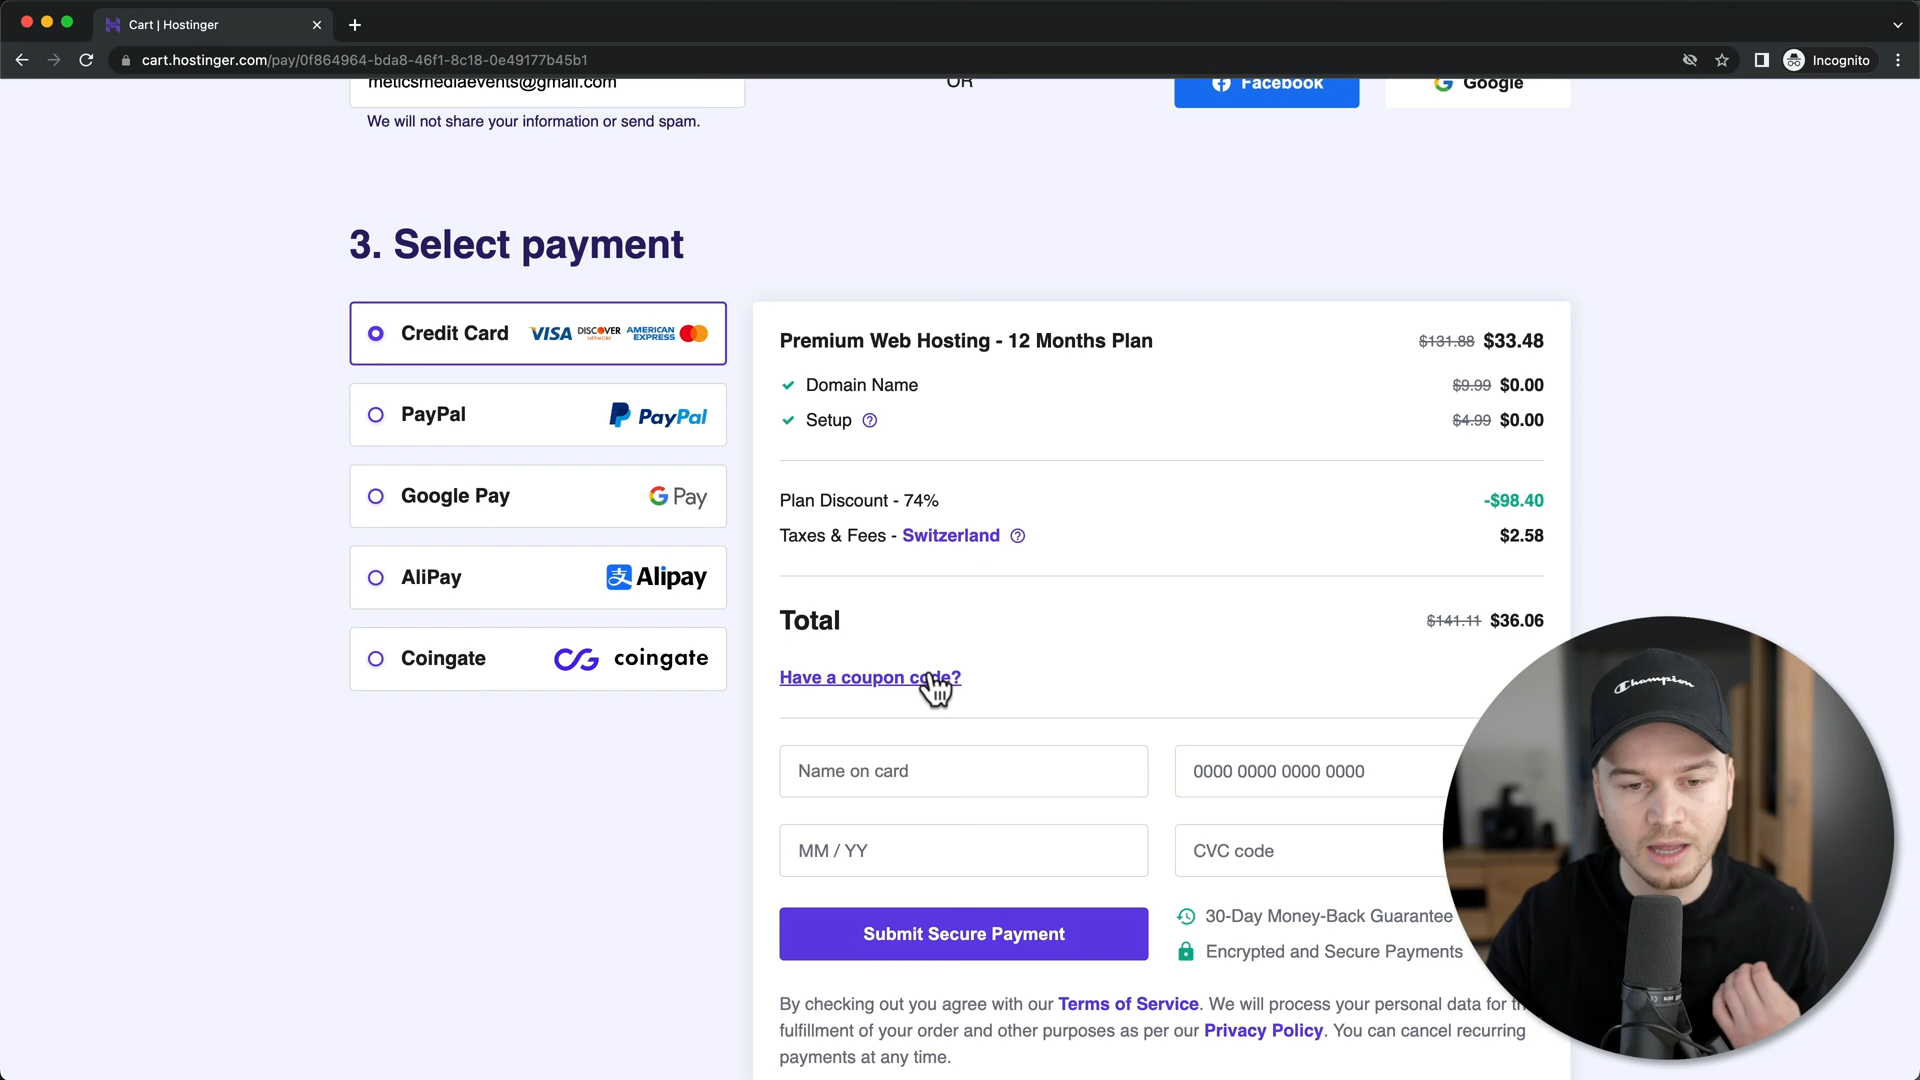 Cart | Hostinger
cart.hostinger.com/pay/0f864964-bda8-46f1-8c18-0e49177b45b1
Incognito
meticsmediaevents@gmail.com
OR
Facebook
Google
We will not share your information or send spam.
3. Select payment
Credit Card VISA DISCOVER NETWORK AMERICAN EXPRESS
PayPal PayPal
Google Pay G Pay
AliPay 支 Alipay
Coingate coingate
Premium Web Hosting - 12 Months Plan $131.88 $33.48
Domain Name $9.99 $0.00
Setup ? $4.99 $0.00
Plan Discount - 74% -$98.40
Taxes & Fees - Switzerland ? $2.58
Total $141.11 $36.06
Have a coupon code?
Name on card
0000 0000 0000 0000
MM / YY
CVC code
Submit Secure Payment
30-Day Money-Back Guarantee
Encrypted and Secure Payments
By checking out you agree with our Terms of Service. We will process your personal data for
fulfillment of your order and other purposes as per our Privacy Policy. You can cancel recurring
payments at any time.
Champion